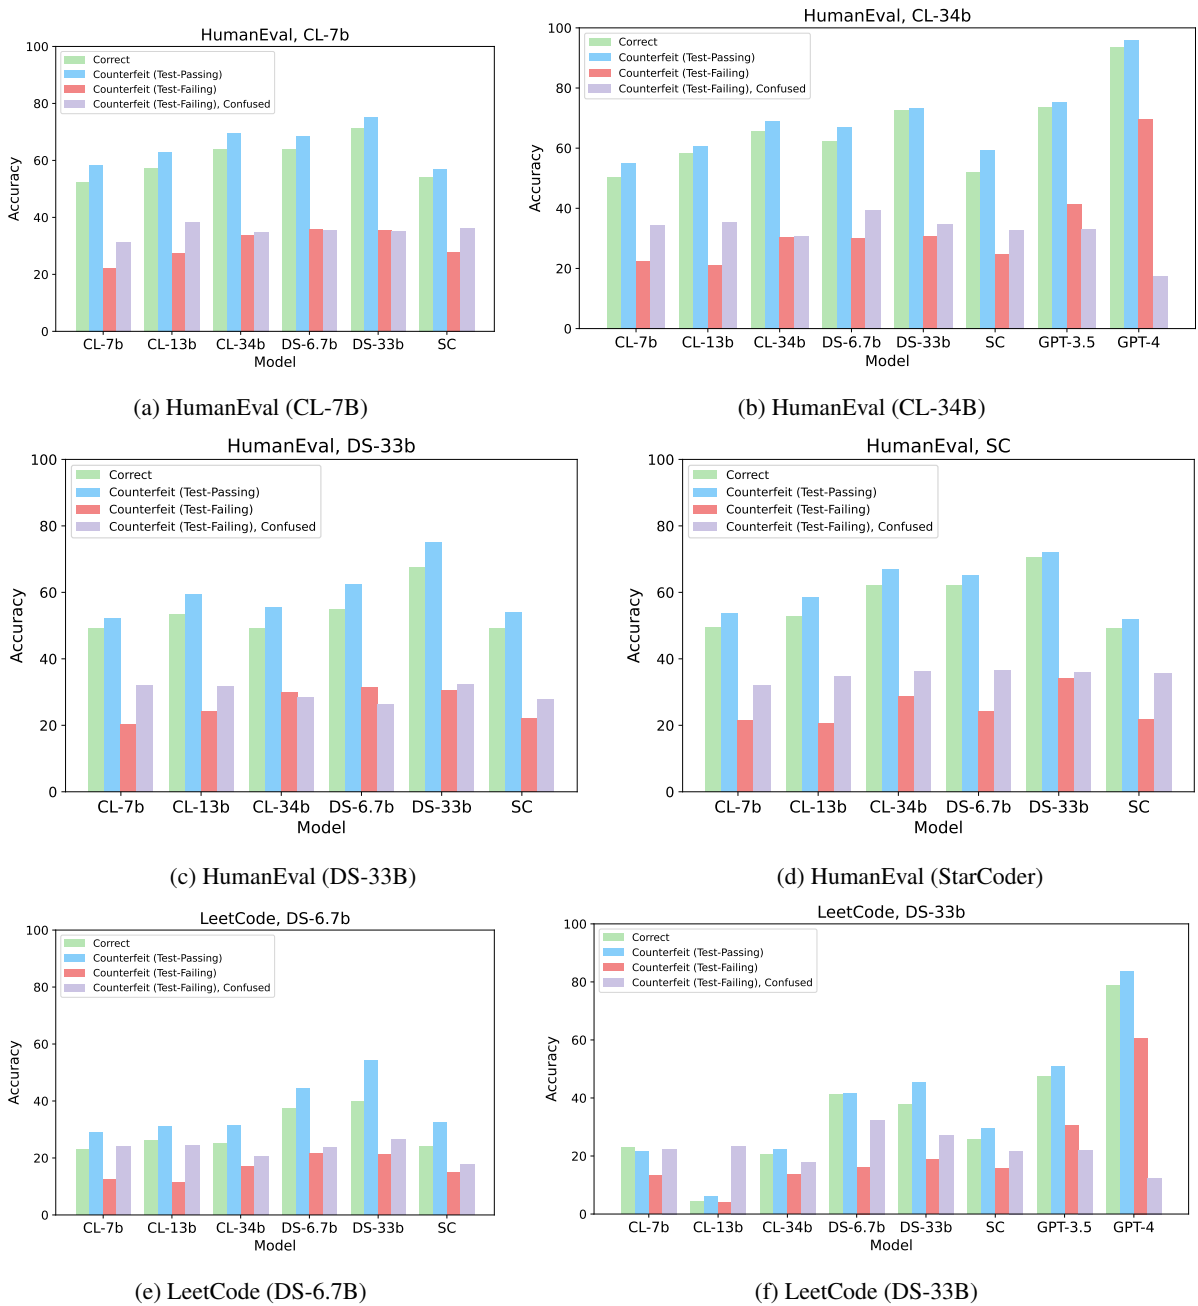 HumanEval, CL-7b
Correct
Counterfeit (Test-Passing)
Counterfeit (Test-Failing)
Counterfeit (Test-Failing), Confused
Accuracy
100
80
60
40
20
0
CL-7b CL-13b CL-34b DS-6.7b DS-33b SC
Model
(a) HumanEval (CL-7B)
HumanEval, CL-34b
Correct
Counterfeit (Test-Passing)
Counterfeit (Test-Failing)
Counterfeit (Test-Failing), Confused
Accuracy
100
80
60
40
20
0
CL-7b CL-13b CL-34b DS-6.7b DS-33b SC GPT-3.5 GPT-4
Model
(b) HumanEval (CL-34B)
HumanEval, DS-33b
Correct
Counterfeit (Test-Passing)
Counterfeit (Test-Failing)
Counterfeit (Test-Failing), Confused
Accuracy
100
80
60
40
20
0
CL-7b CL-13b CL-34b DS-6.7b DS-33b SC
Model
(c) HumanEval (DS-33B)
HumanEval, SC
Correct
Counterfeit (Test-Passing)
Counterfeit (Test-Failing)
Counterfeit (Test-Failing), Confused
Accuracy
100
80
60
40
20
0
CL-7b CL-13b CL-34b DS-6.7b DS-33b SC
Model
(d) HumanEval (StarCoder)
LeetCode, DS-6.7b
Correct
Counterfeit (Test-Passing)
Counterfeit (Test-Failing)
Counterfeit (Test-Failing), Confused
Accuracy
100
80
60
40
20
0
CL-7b CL-13b CL-34b DS-6.7b DS-33b SC
Model
(e) LeetCode (DS-6.7B)
LeetCode, DS-33b
Correct
Counterfeit (Test-Passing)
Counterfeit (Test-Failing)
Counterfeit (Test-Failing), Confused
Accuracy
100
80
60
40
20
0
CL-7b CL-13b CL-34b DS-6.7b DS-33b SC GPT-3.5 GPT-4
Model
(f) LeetCode (DS-33B)